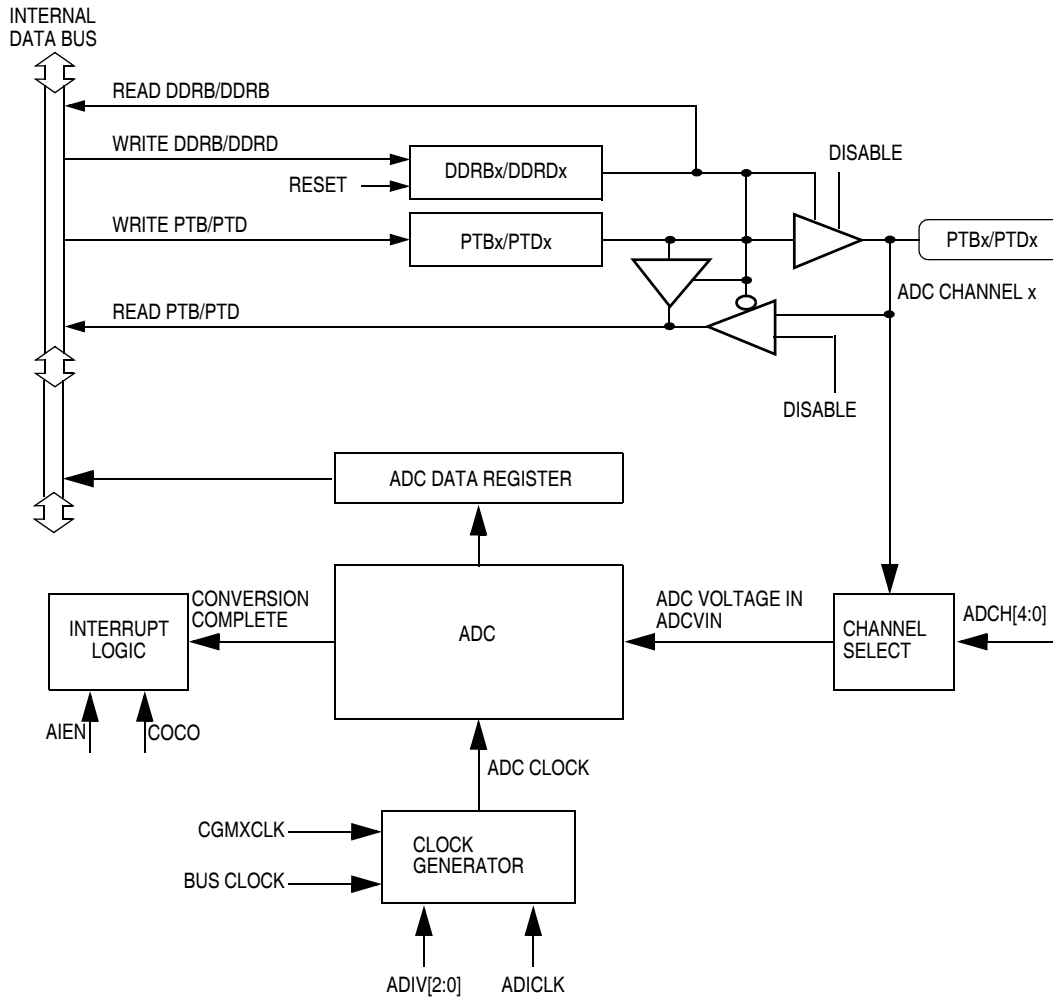 INTERNAL
DATA BUS
READ DDRB/DDRB
WRITE DDRB/DDRD
DISABLE
RESET
DDRBx/DDRDx
WRITE PTB/PTD
PTBx/PTDx
PTBx/PTDx
ADC CHANNEL x
READ PTB/PTD
DISABLE
ADC DATA REGISTER
INTERRUPT
LOGIC
CONVERSION
COMPLETE
ADC
ADC VOLTAGE IN
ADCVIN
CHANNEL
SELECT
ADCH[4:0]
AIEN
COCO
ADC CLOCK
CGMXCLK
BUS CLOCK
CLOCK
GENERATOR
ADIV[2:0]
ADICLK